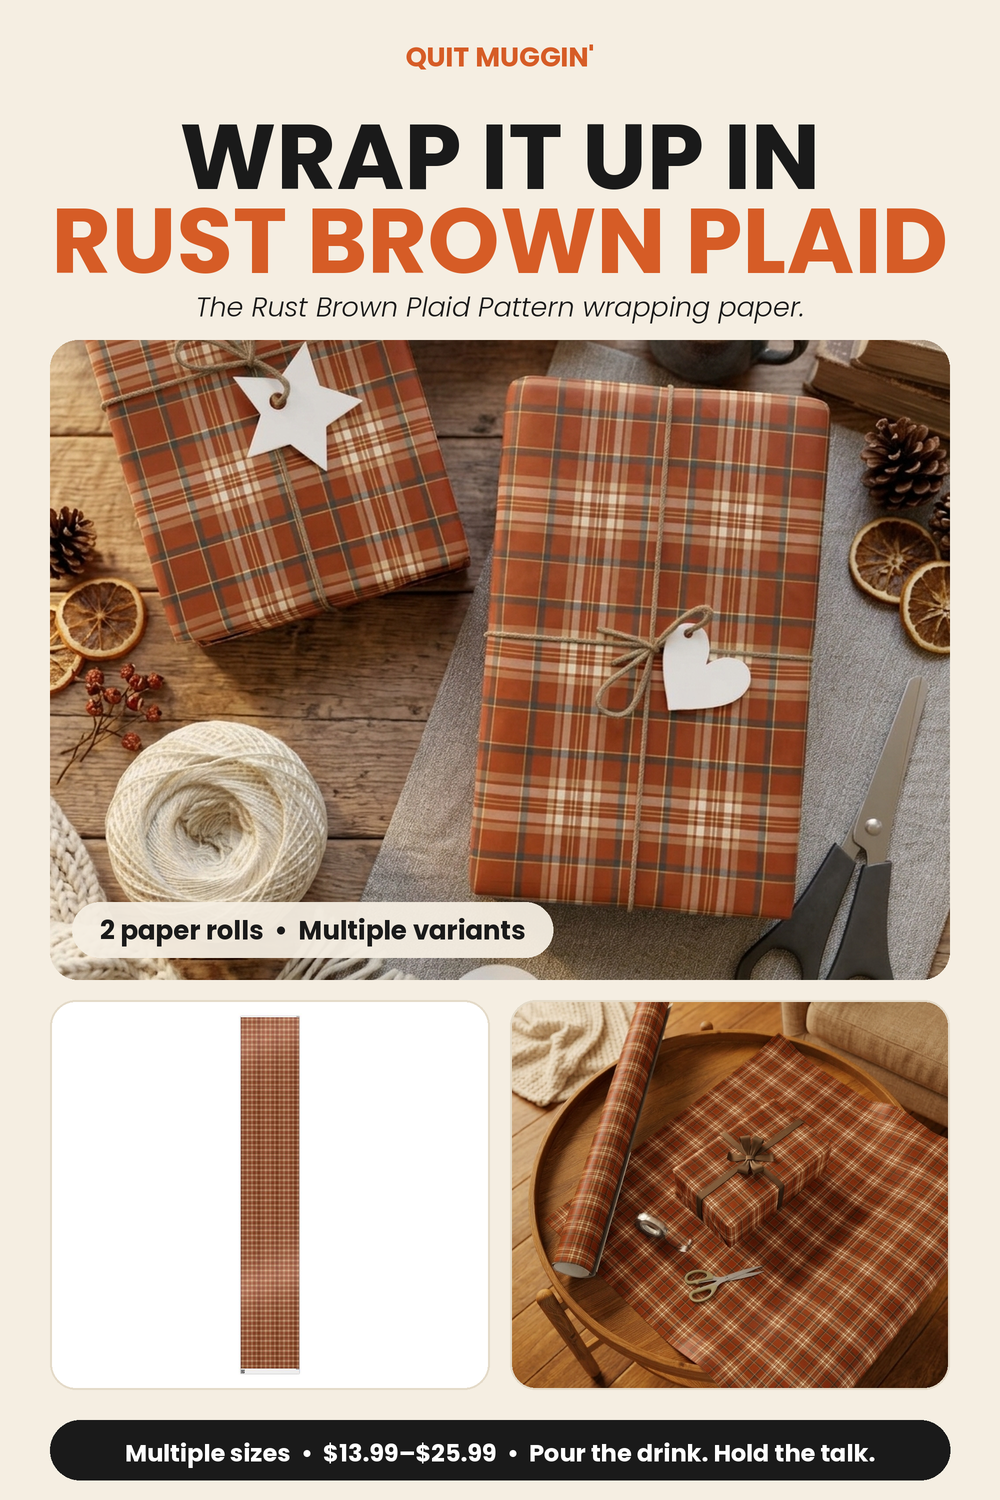 QUIT MUGGIN'
WRAP IT UP IN
RUST BROWN PLAID
The Rust Brown Plaid Pattern wrapping paper.
2 paper rolls • Multiple variants
Multiple sizes • $13.99–$25.99 • Pour the drink. Hold the talk.